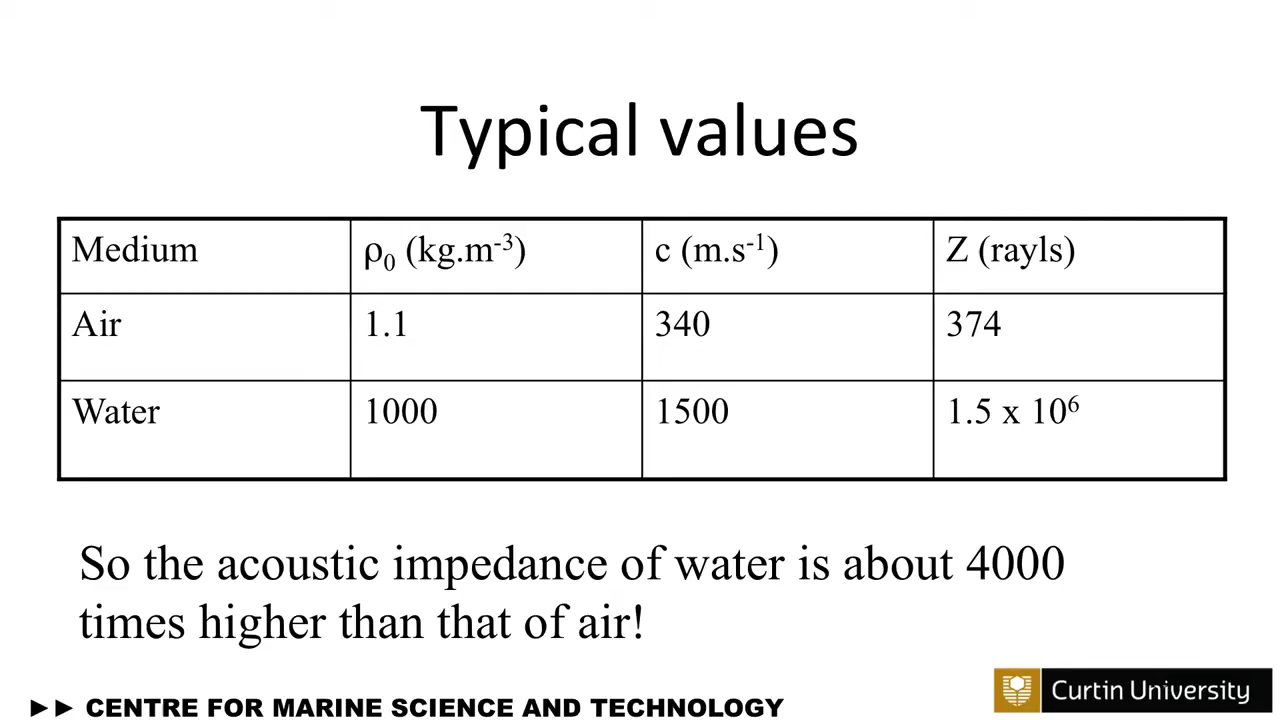 Typical values
Medium ρ₀ (kg.m⁻³) c (m.s⁻¹) Z (rayls)
Air 1.1 340 374
Water 1000 1500 1.5 x 10⁶
So the acoustic impedance of water is about 4000
times higher than that of air!
►► CENTRE FOR MARINE SCIENCE AND TECHNOLOGY
Curtin University